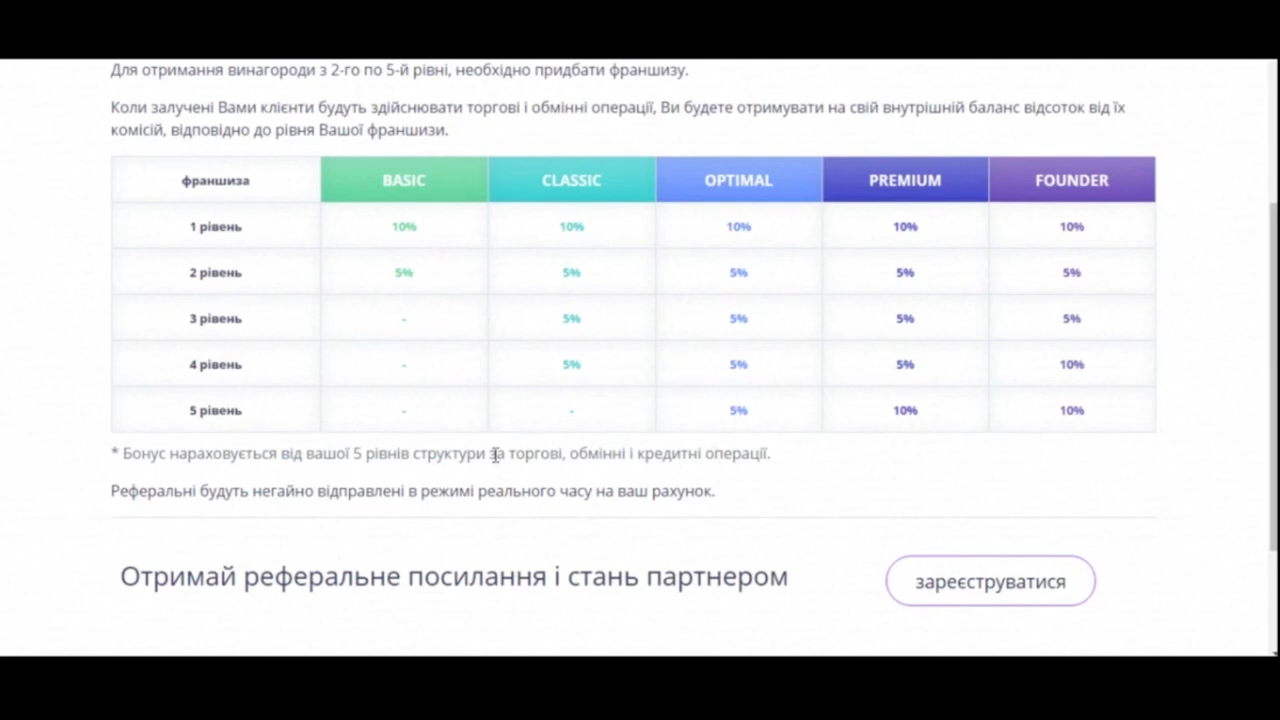 Для отримання винагороди з 2-го по 5-й рівні, необхідно придбати франшизу.
Коли залучені Вами клієнти будуть здійснювати торгові і обмінні операції, Ви будете отримувати на свій внутрішній баланс відсоток від їх
комісій, відповідно до рівня Вашої франшизи.
франшиза BASIC CLASSIC OPTIMAL PREMIUM FOUNDER
1 рівень 10% 10% 10% 10% 10%
2 рівень 5% 5% 5% 5% 5%
3 рівень - 5% 5% 5% 5%
4 рівень - 5% 5% 5% 10%
5 рівень - - 5% 10% 10%
* Бонус нараховується від вашої 5 рівнів структури за торгові, обмінні і кредитні операції.
Реферальні будуть негайно відправлені в режимі реального часу на ваш рахунок.
Отримай реферальне посилання і стань партнером
зареєструватися